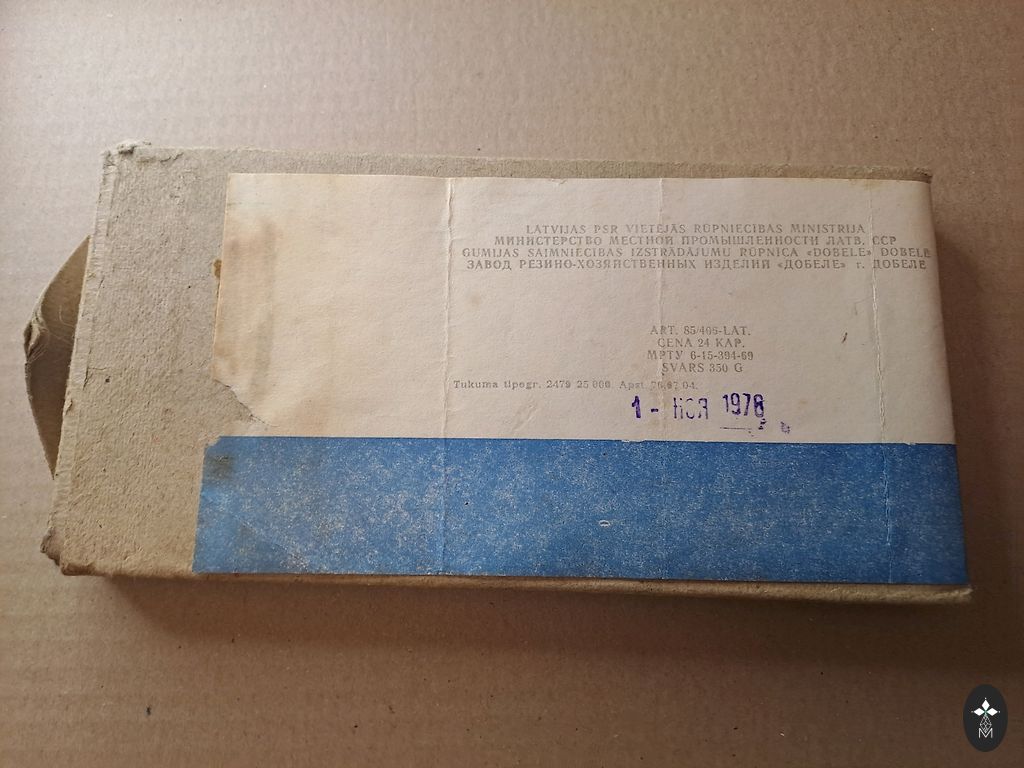 LATVIJAS PSR VIETĒJĀS RŪPNIECĪBAS MINISTRIJA
МИНИСТЕРСТВО МЕСТНОЙ ПРОМЫШЛЕННОСТИ ЛАТВ. ССР
GUMIJAS SAIMNIECĪBAS IZSTRĀDĀJUMU RŪPNĪCA «DOBELE» DOBELĒ
ЗАВОД РЕЗИНО-ХОЗЯЙСТВЕННЫХ ИЗДЕЛИЙ «ДОБЕЛЕ» г. ДОБЕЛЕ
ART. 85/406-LAT.
CENA 24 KAP.
МРТУ 6-15-394-69
SVARS 350 G
Tukuma tipogr. 2479 25 000. Apst. 76.07.04.
1 - НОЯ 1978
M